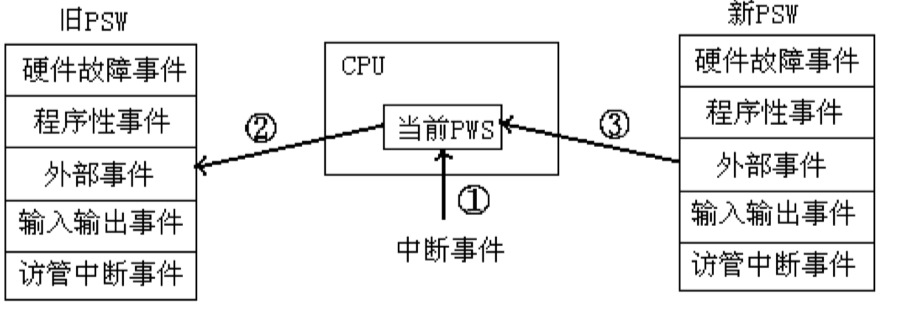 旧PSW
硬件故障事件
程序性事件
外部事件
输入输出事件
访管中断事件
CPU
当前PWS
②
③
①
中断事件
新PSW
硬件故障事件
程序性事件
外部事件
输入输出事件
访管中断事件